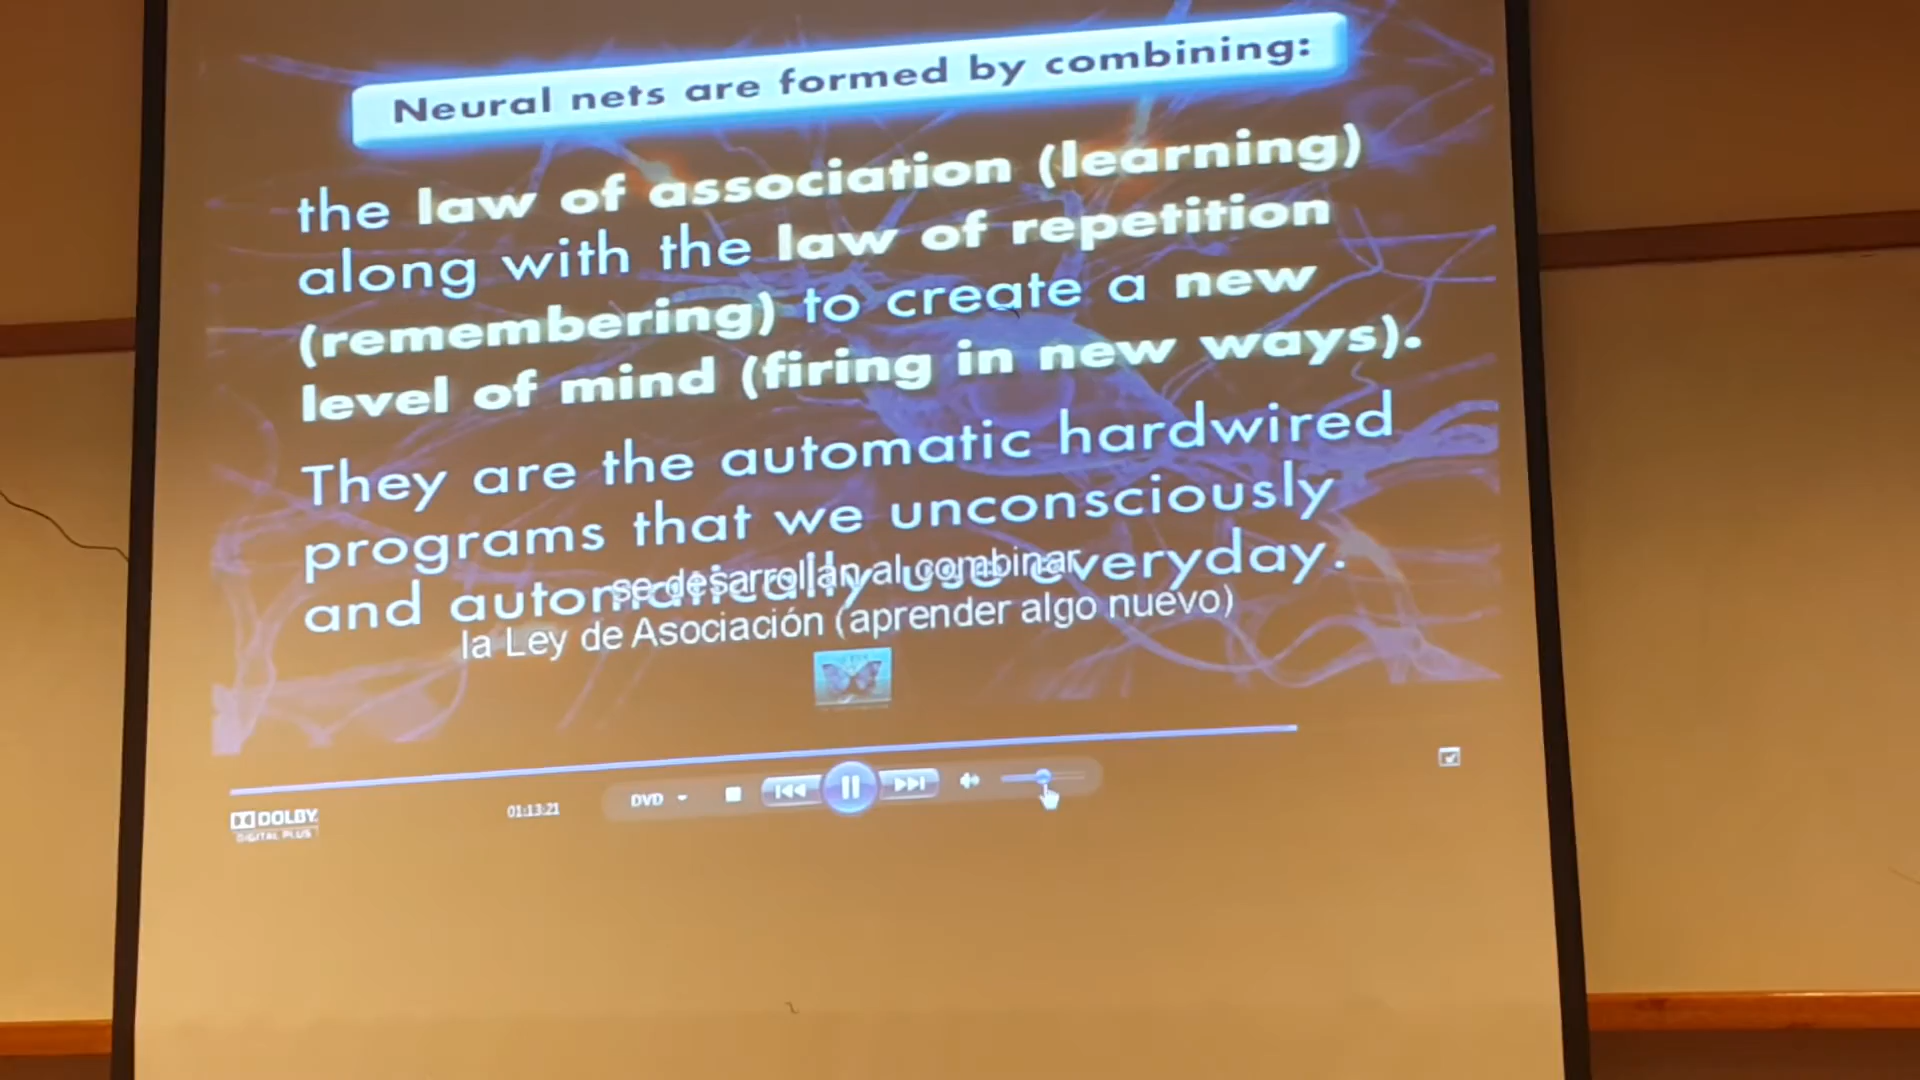 Neural nets are formed by combining:
the law of association (learning)
along with the law of repetition
(remembering) to create a new
level of mind (firing in new ways).
They are the automatic hardwired
programs that we unconsciously
and automatically use everyday.
se desarrollan al combinar
la Ley de Asociación (aprender algo nuevo)
DOLBY
DIGITAL PLUS
01:13:21
DVD